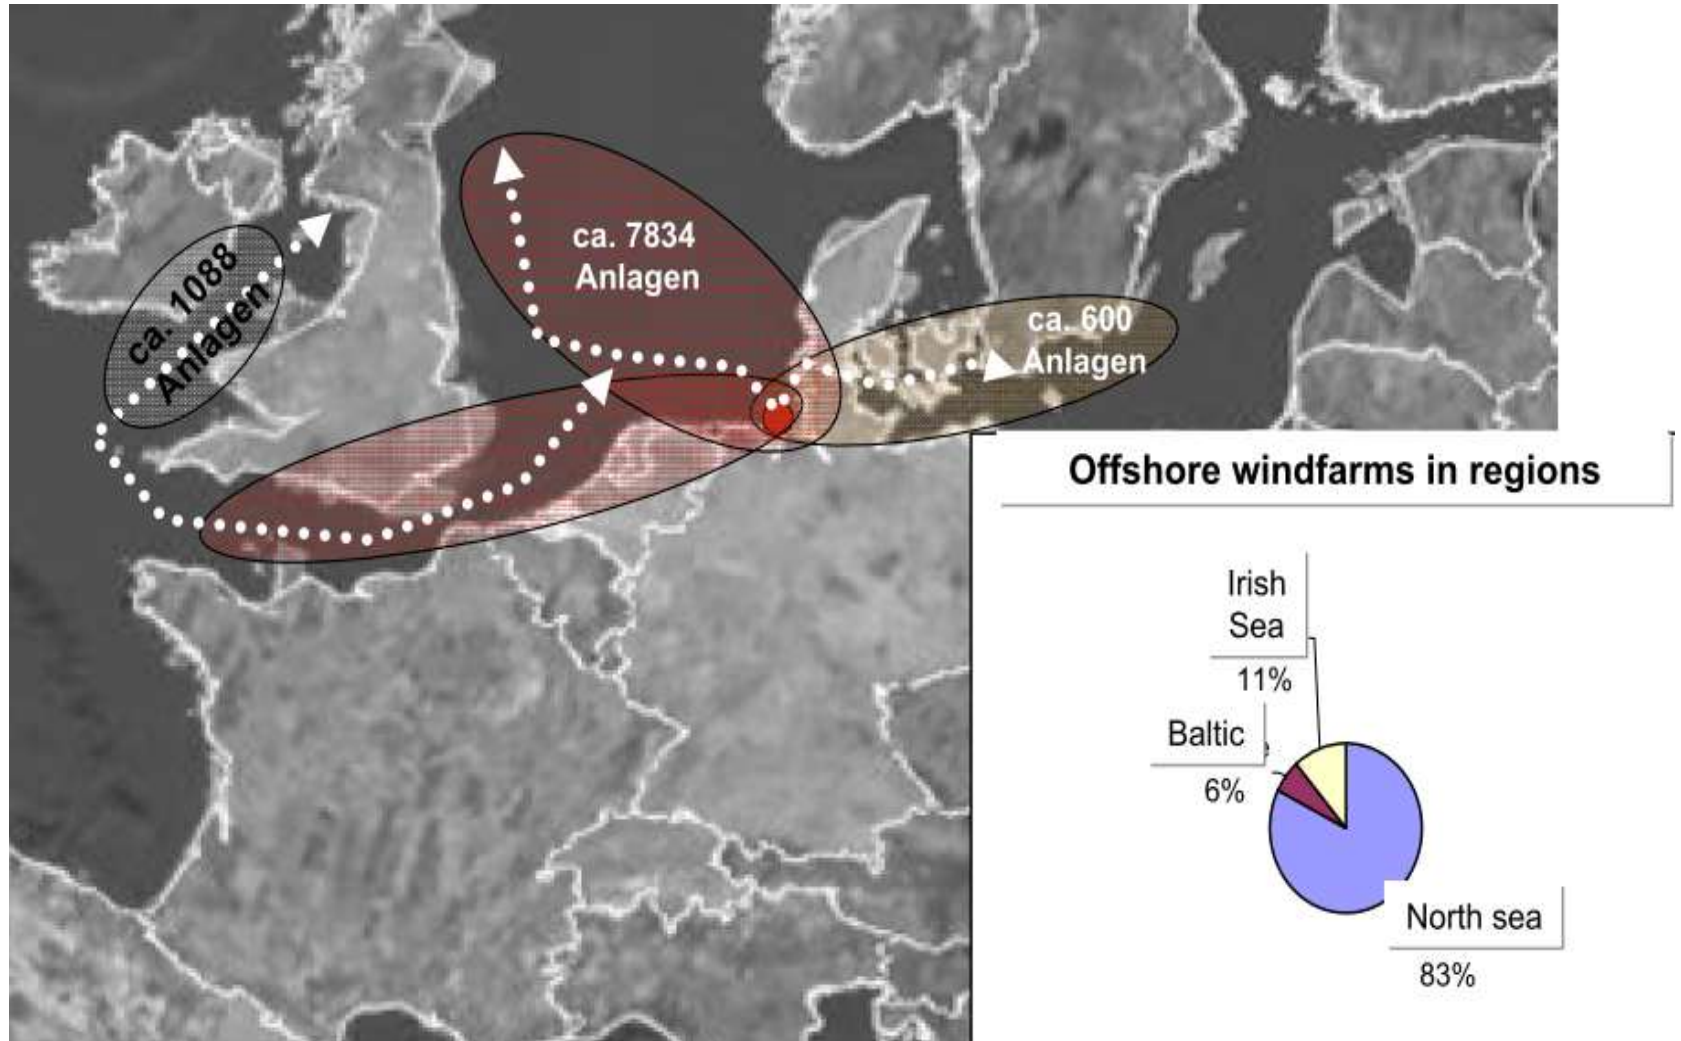 ca. 7834
Anlagen
ca. 1088
Anlagen
ca. 600
Anlagen
Offshore windfarms in regions
Irish
Sea
11%
Baltic
6%
North sea
83%